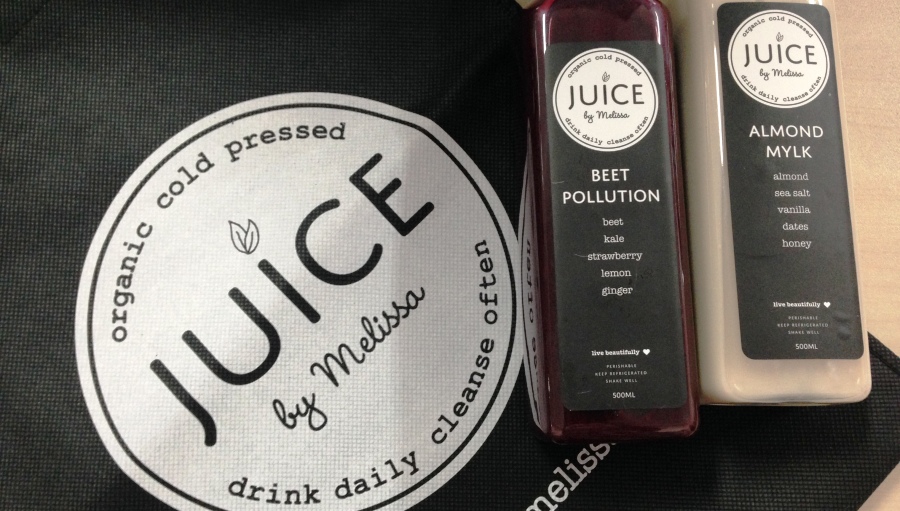 organic cold pressed
JUICE
by Melissa
drink daily cleanse often
organic cold pressed
JUICE
by Melissa
drink daily cleanse often
BEET
POLLUTION
beet
kale
strawberry
lemon
ginger
live beautifully
PERISHABLE
KEEP REFRIGERATED
SHAKE WELL
500ML
organic cold pressed
JUICE
by Melissa
drink daily cleanse often
ALMOND
MYLK
almond
sea salt
vanilla
dates
honey
live beautifully
PERISHABLE
KEEP REFRIGERATED
SHAKE WELL
500ML